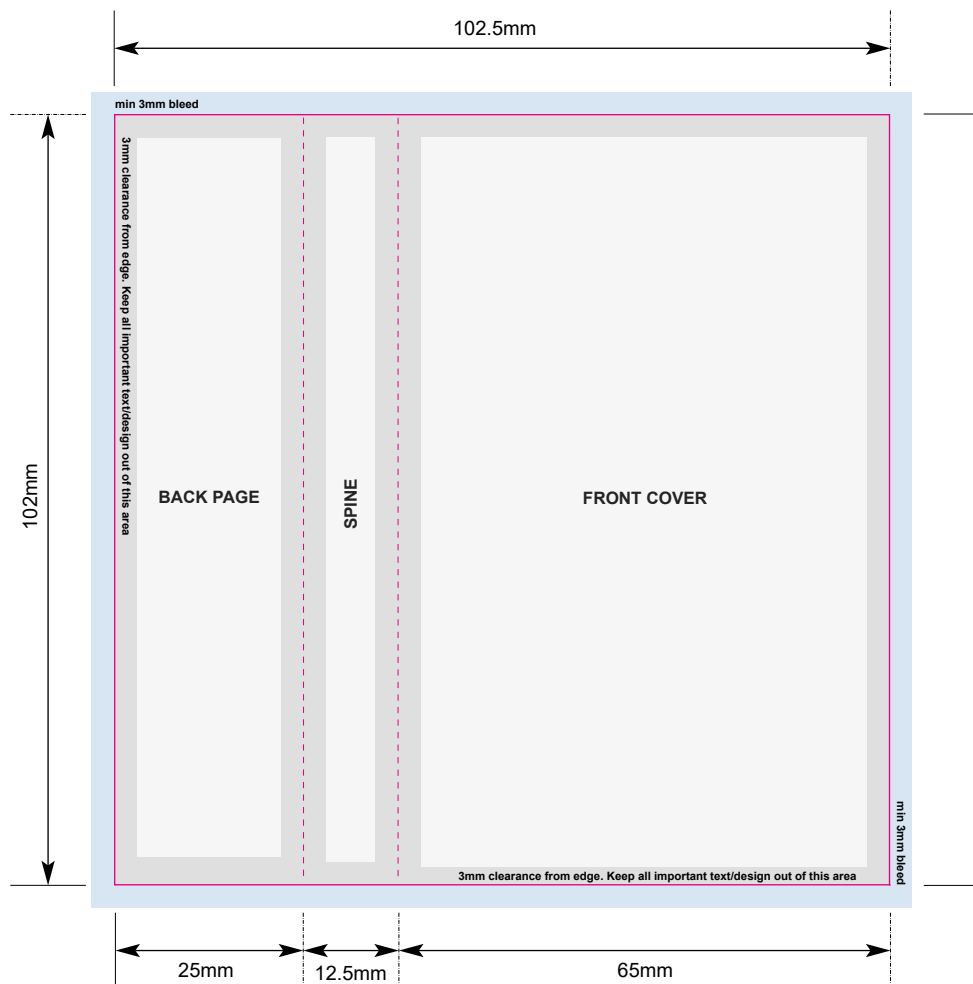 102.5mm
min 3mm bleed
3mm clearance from edge. Keep all important text/design out of this area
102mm
BACK PAGE
SPINE
FRONT COVER
min 3mm bleed
3mm clearance from edge. Keep all important text/design out of this area
25mm
12.5mm
65mm